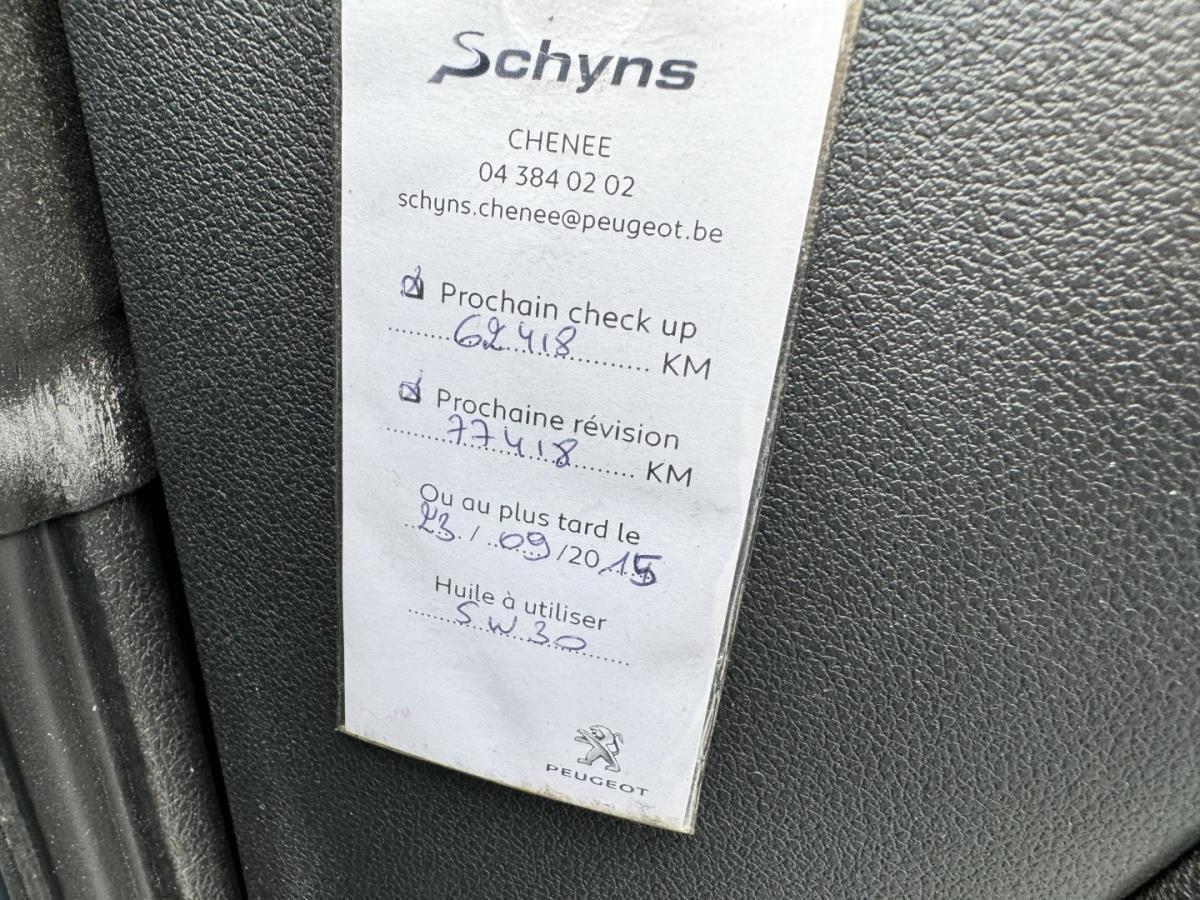 Schyns
CHENEE
04 384 02 02
schyns.chenee@peugeot.be
Prochain check up
62418 KM
Prochaine révision
77418 KM
Ou au plus tard le
23/09/2015
Huile à utiliser
5W30
PEUGEOT